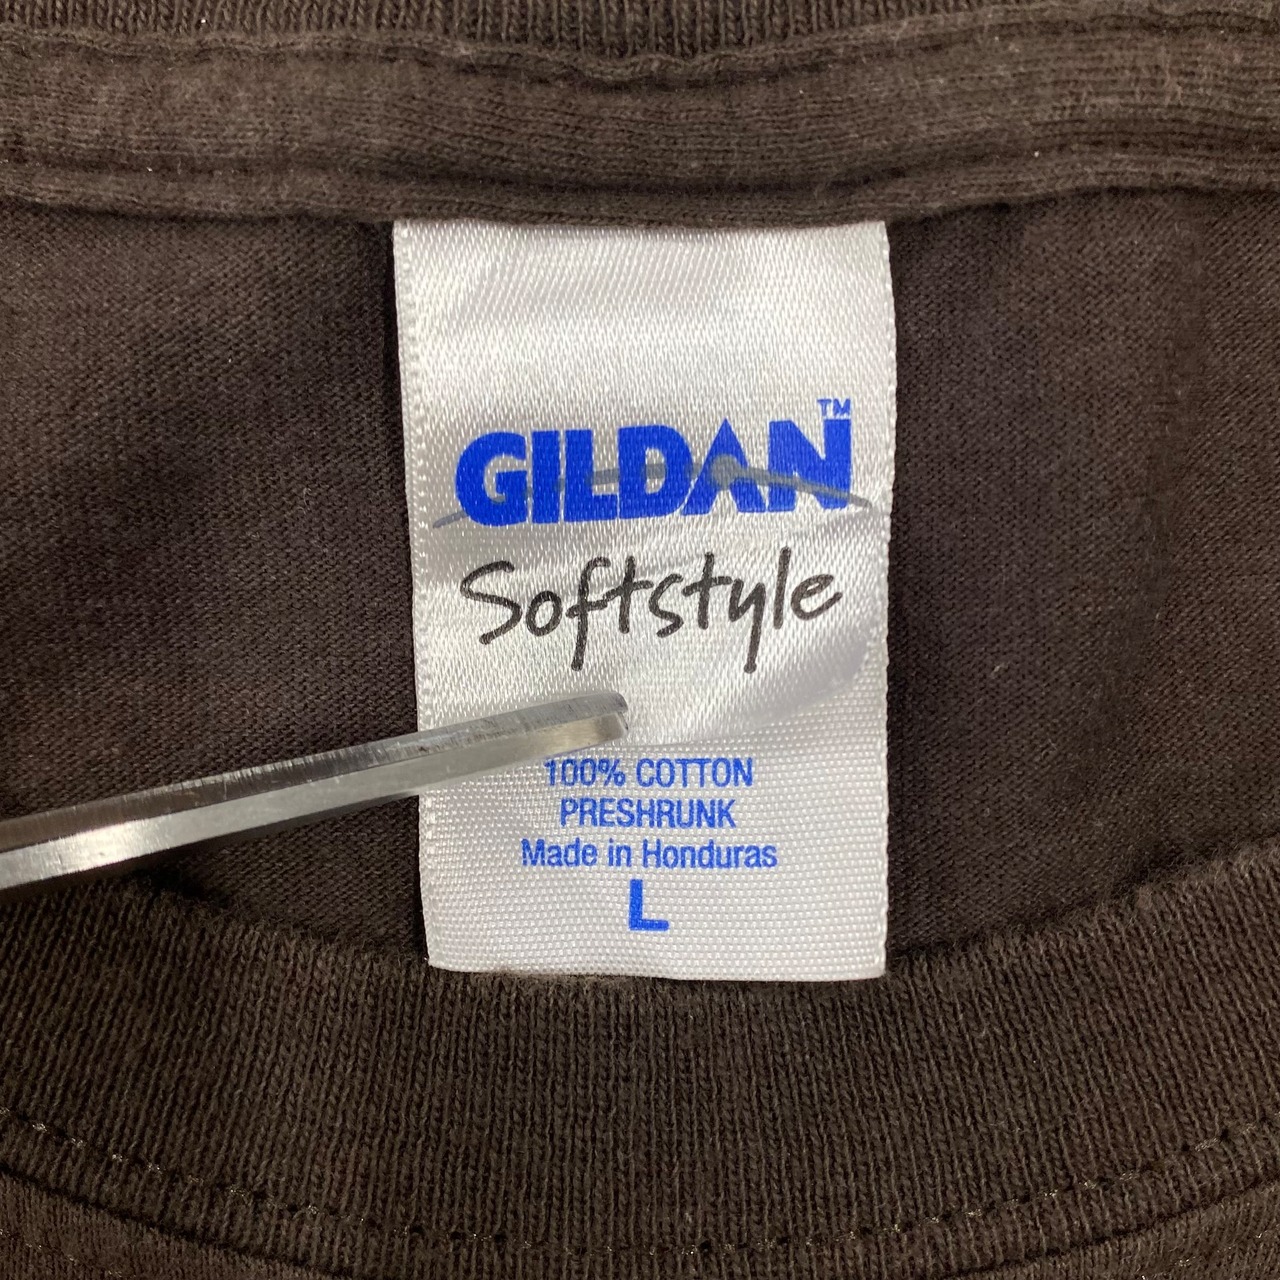 GILDAN™
Softstyle
100% COTTON
PRESHRUNK
Made in Honduras
L